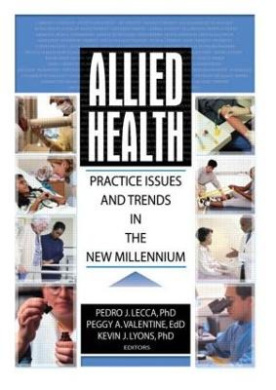 ALLIED
HEALTH
PRACTICE ISSUES
AND TRENDS
IN
THE
NEW MILLENNIUM
PEDRO J. LECCA, PhD
PEGGY A. VALENTINE, EdD
KEVIN J. LYONS, PhD
EDITORS